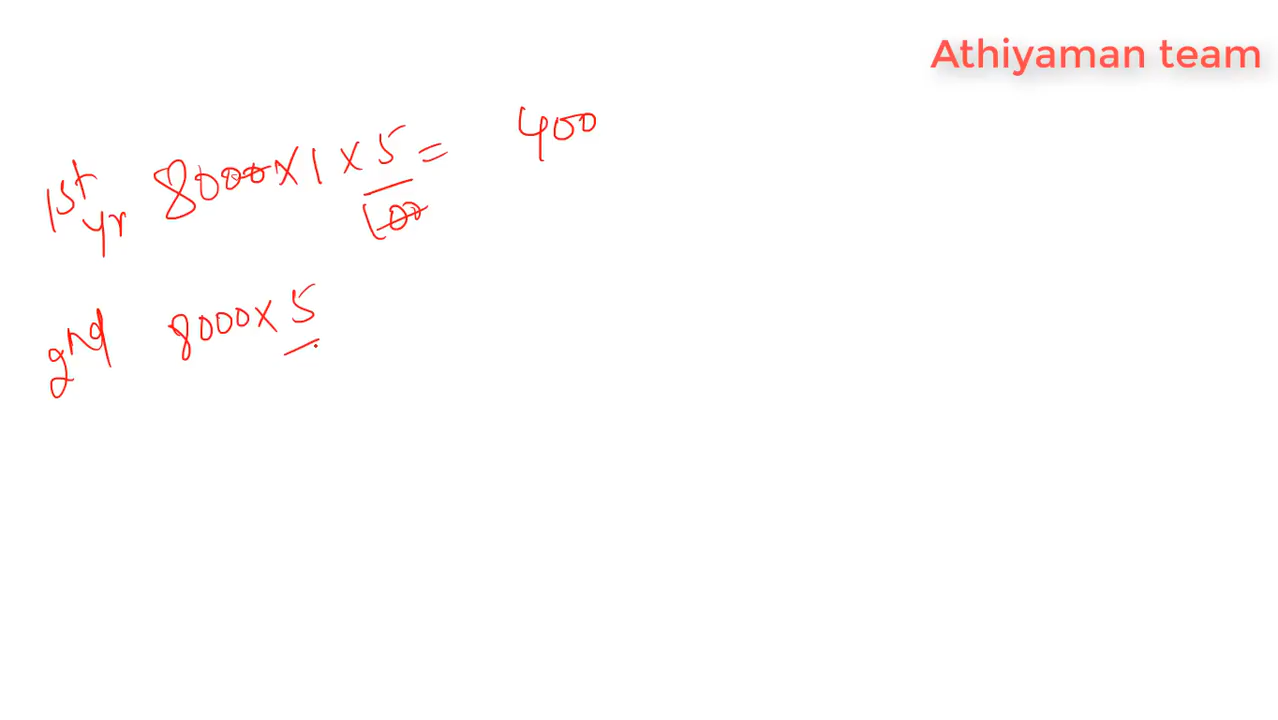 Athiyaman team
1st yr 8000 x 1 x 5/100 = 400
2nd 8000 x 5